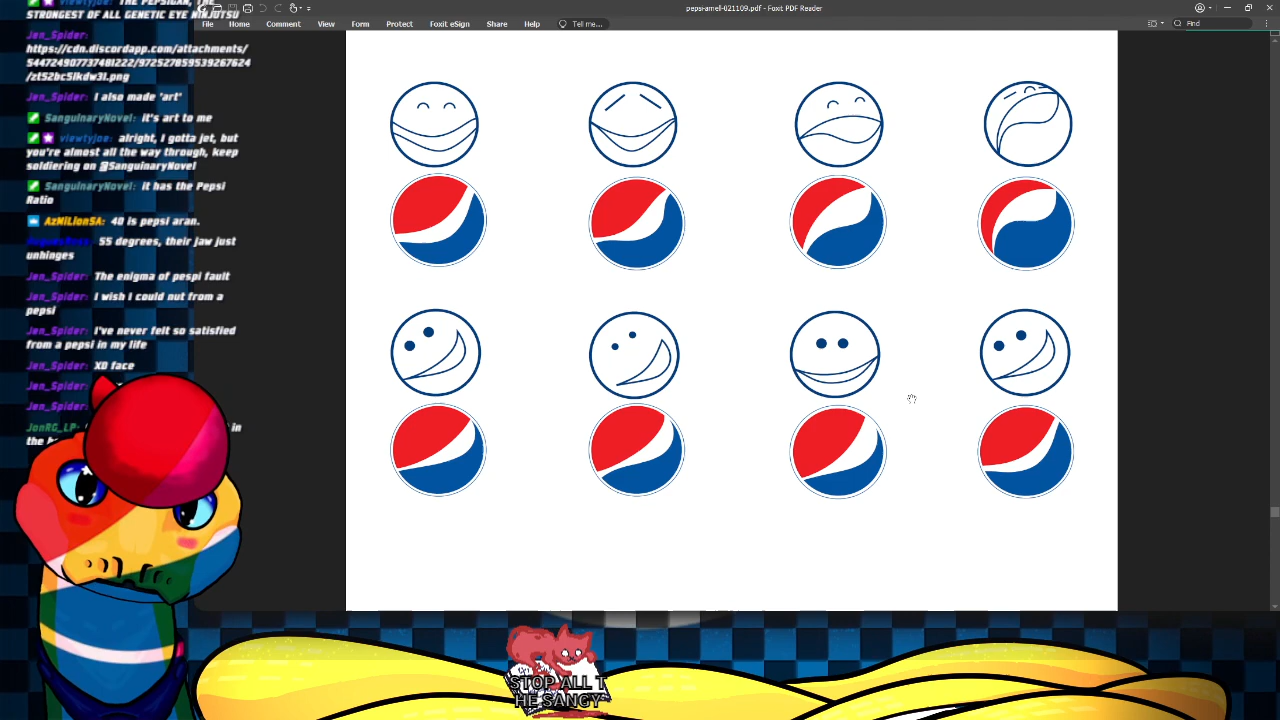 pepsi-arnell-021109.pdf - Foxit PDF Reader
File Home Comment View Form Protect Foxit eSign Share Help Tell me... Find
viewtyjoe: THE PEPSIGAN, THE
STRONGEST OF ALL GENETIC EYE NINJUTSU
Jen_Spider:
https://cdn.discordapp.com/attachments/
544724907737481222/972527859539267624
/zt52bc5lkdw31.png
Jen_Spider: I also made 'art'
SanguinaryNovel: it's art to me
viewtyjoe: alright, I gotta jet, but
you're almost all the way through, keep
soldiering on @SanguinaryNovel
SanguinaryNovel: it has the Pepsi
Ratio
AzMiLionSA: 40 is pepsi aran.
55 degrees, their jaw just
unhinges
Jen_Spider: The enigma of pespi fault
Jen_Spider: I wish I could nut from a
pepsi
Jen_Spider: I've never felt so satisfied
from a pepsi in my life
Jen_Spider: XD face
Jen_Spider:
Jen_Spider:
JonRG_LP: in
the
STOP ALL T
HE SANGY